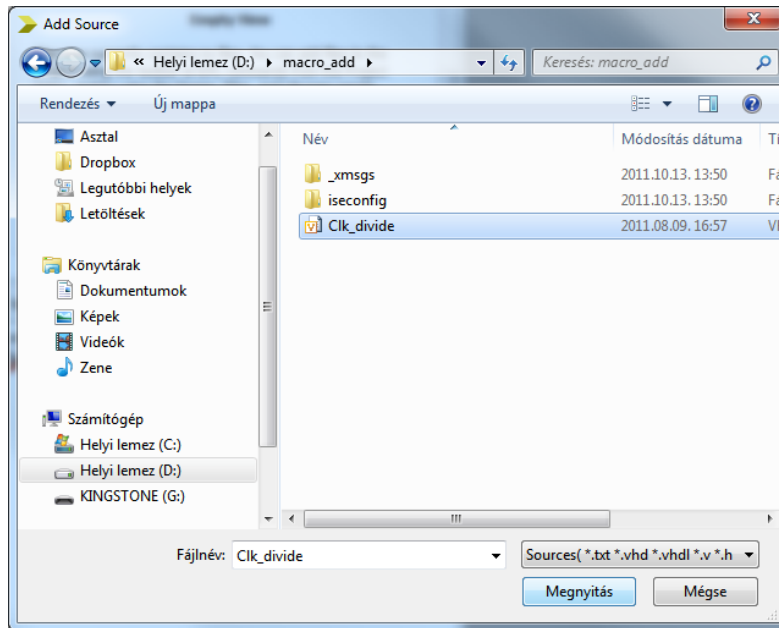 Add Source
« Helyi lemez (D:) macro_add
Keresés: macro_add
Rendezés Új mappa
Asztal
Dropbox
Legutóbbi helyek
Letöltések
Könyvtárak
Dokumentumok
Képek
Videók
Zene
Számítógép
Helyi lemez (C:)
Helyi lemez (D:)
KINGSTONE (G:)
Név Módosítás dátuma
_xmsgs 2011.10.13. 13:50
iseconfig 2011.10.13. 13:50
Clk_divide 2011.08.09. 16:57
Fájlnév: Clk_divide
Sources( *.txt *.vhd *.vhdl *.v *.h
Megnyitás Mégse